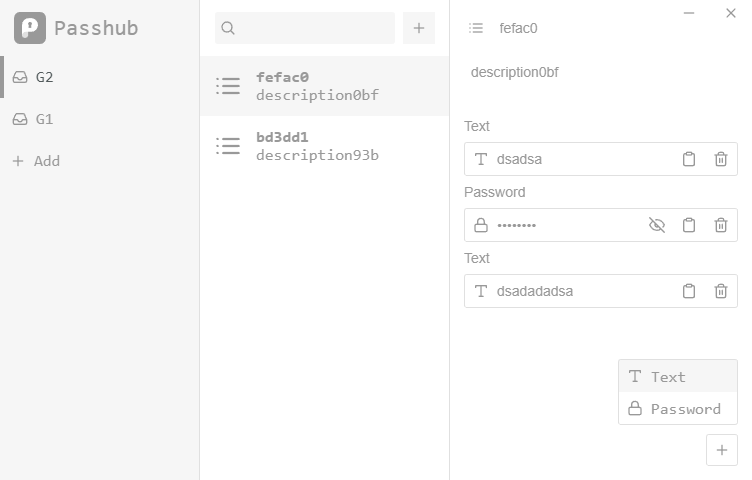 Passhub
G2
G1
Add
fefac0
description0bf
bd3dd1
description93b
fefac0
description0bf
Text
dsadsa
Password
••••••••
Text
dsadadadsa
Text
Password